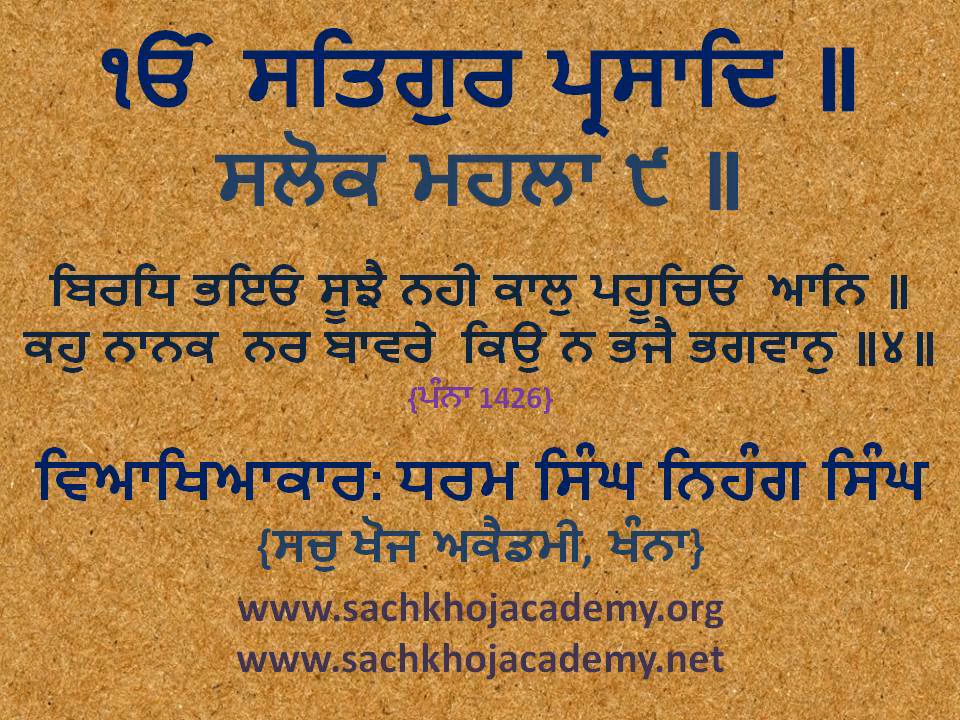 ੴ ਸਤਿਗੁਰ ਪ੍ਰਸਾਦਿ ॥
ਸਲੋਕ ਮਹਲਾ ੯ ॥
ਬਿਰਧਿ ਭਇਓ ਸੂਝੈ ਨਹੀ ਕਾਲੁ ਪਹੂਚਿਓ ਆਨਿ ॥
ਕਹੁ ਨਾਨਕ ਨਰ ਬਾਵਰੇ ਕਿਉ ਨ ਭਜੈ ਭਗਵਾਨੁ ॥੪॥
{ਪੰਨਾ 1426}
ਵਿਆਖਿਆਕਾਰ: ਧਰਮ ਸਿੰਘ ਨਿਹੰਗ ਸਿੰਘ
{ਸਚੁ ਖੋਜ ਅਕੈਡਮੀ, ਖੰਨਾ}
www.sachkhojacademy.org
www.sachkhojacademy.net